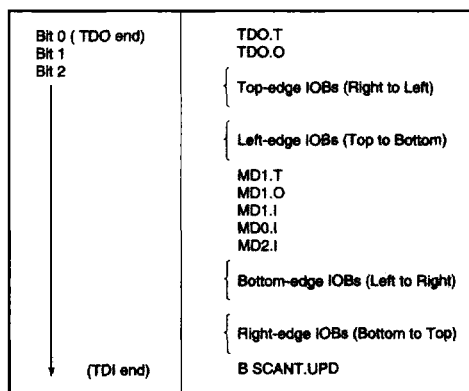 Bit 0 ( TDO end)
Bit 1
Bit 2
(TDI end)
TDO.T
TDO.O
Top-edge IOBs (Right to Left)
Left-edge IOBs (Top to Bottom)
MD1.T
MD1.O
MD1.I
MD0.I
MD2.I
Bottom-edge IOBs (Left to Right)
Right-edge IOBs (Bottom to Top)
B SCANT.UPD